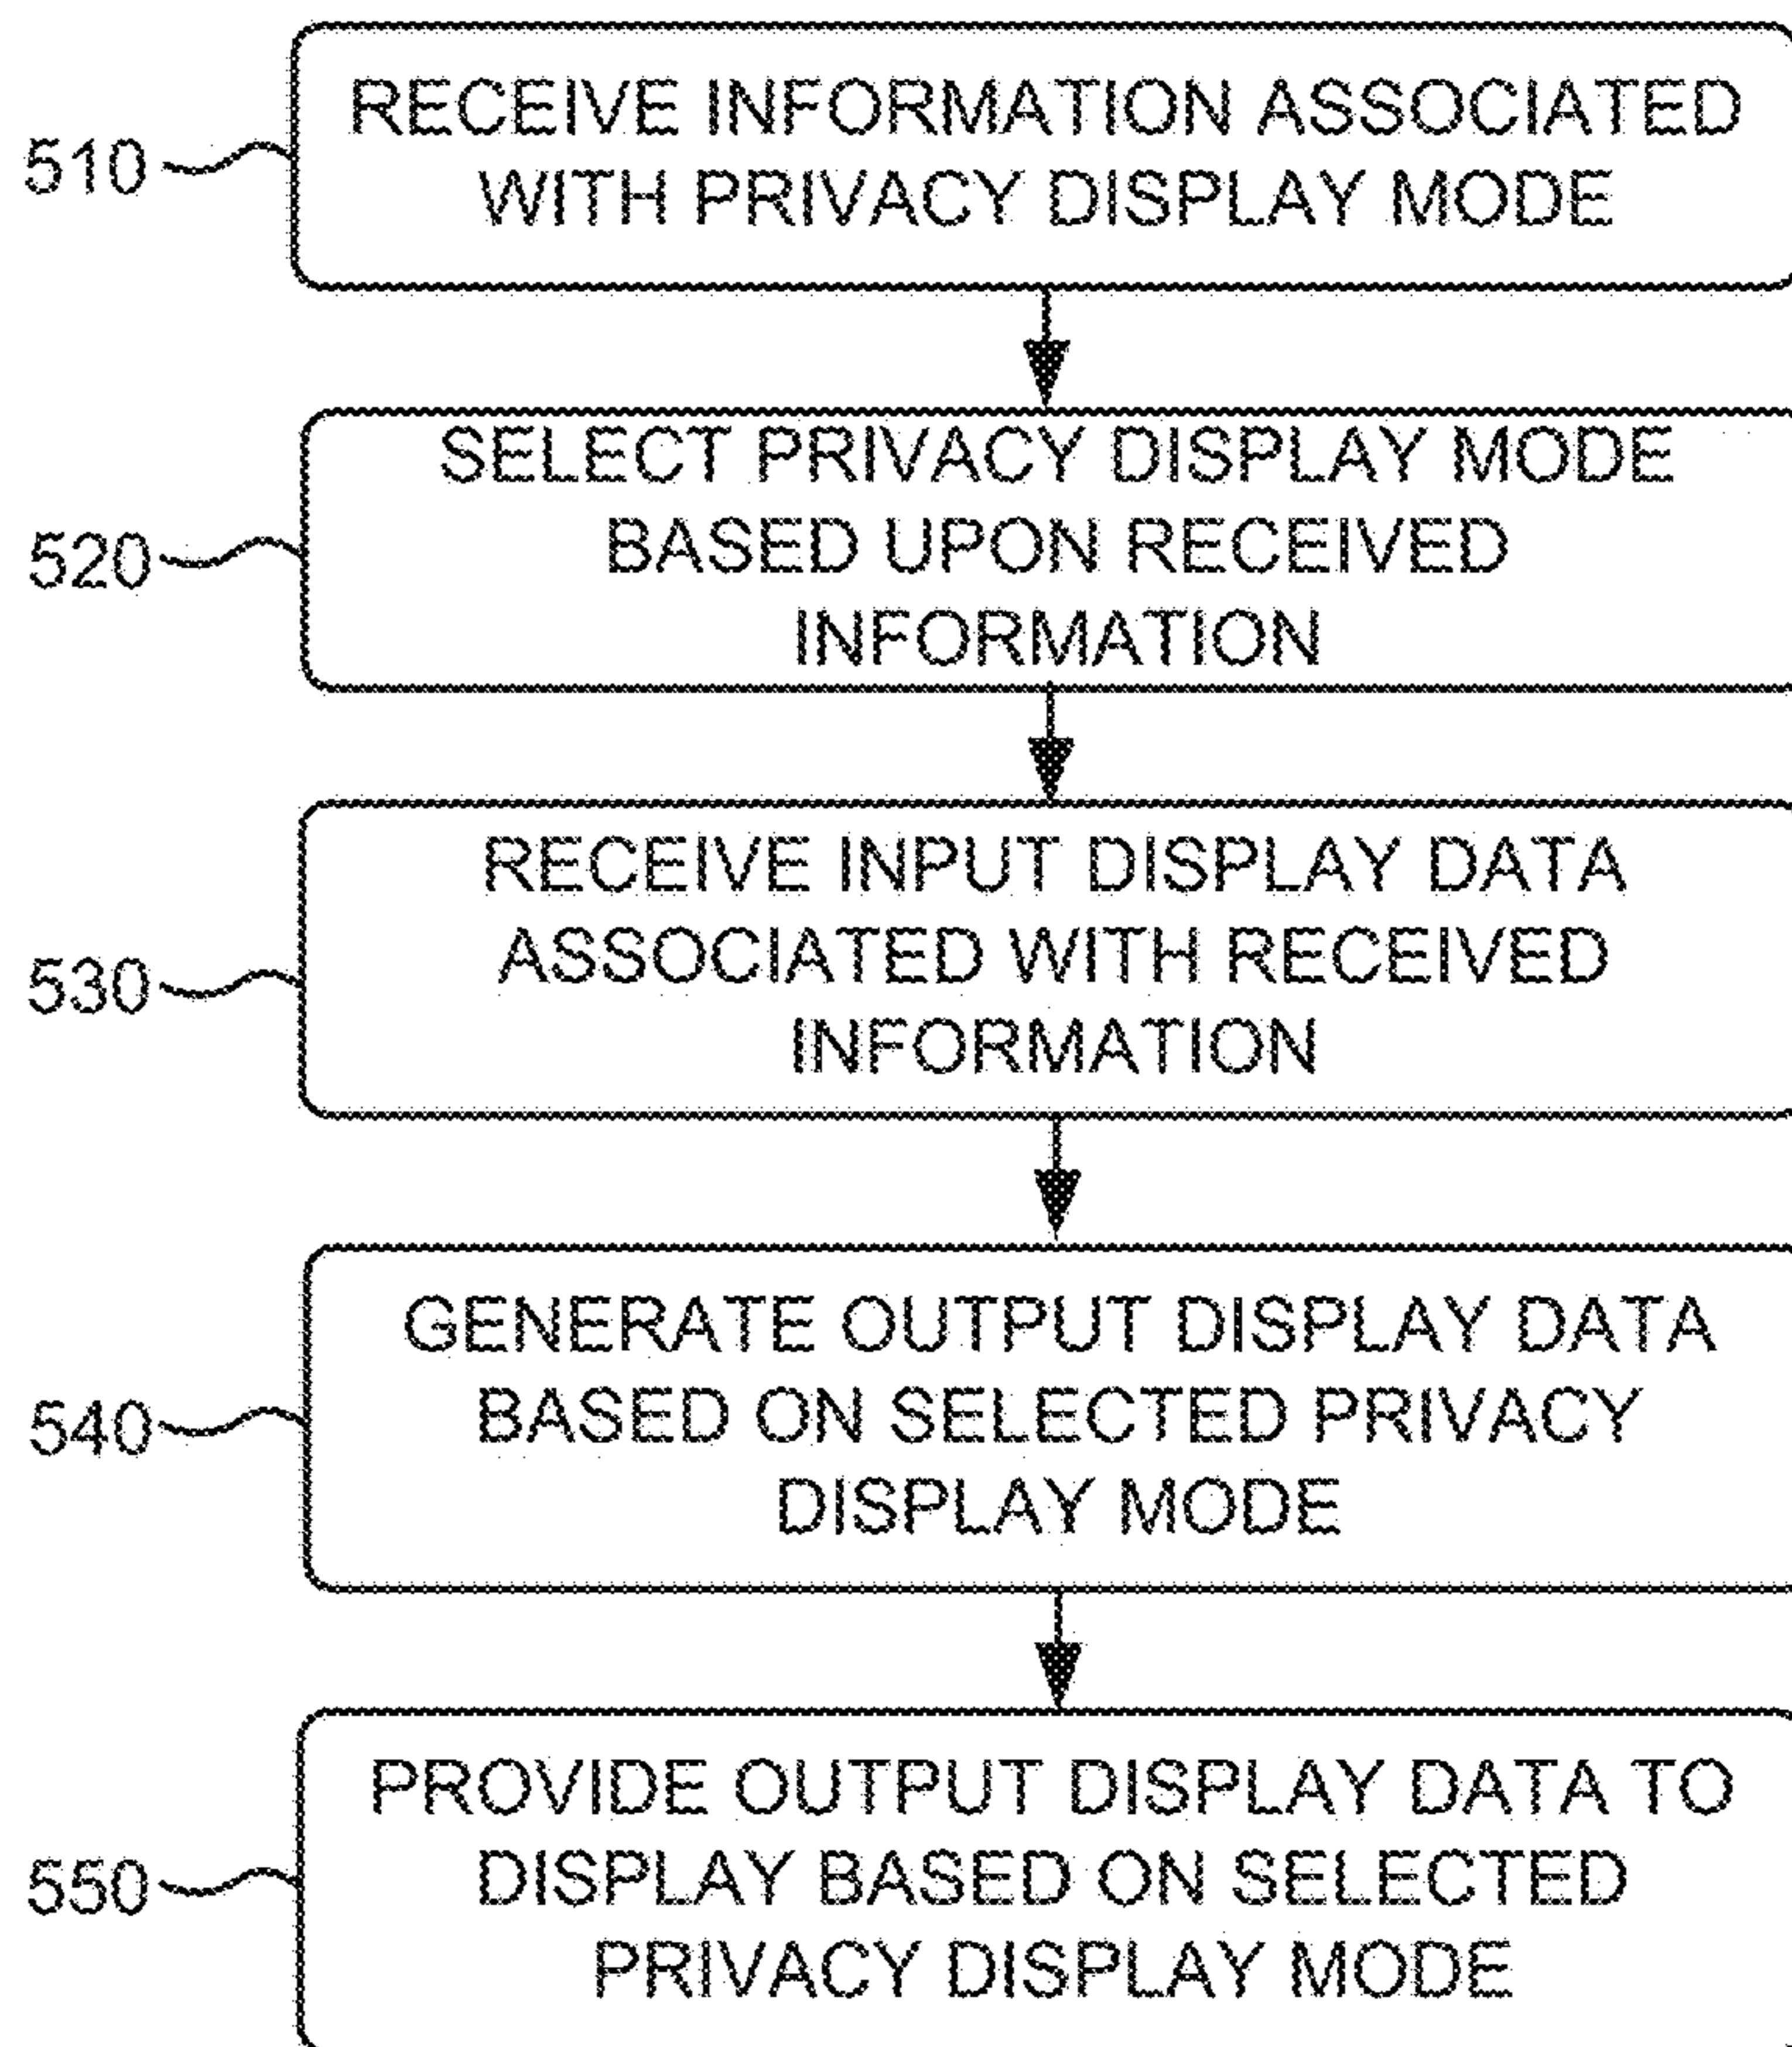 510
RECEIVE INFORMATION ASSOCIATED
WITH PRIVACY DISPLAY MODE
520
SELECT PRIVACY DISPLAY MODE
BASED UPON RECEIVED
INFORMATION
530
RECEIVE INPUT DISPLAY DATA
ASSOCIATED WITH RECEIVED
INFORMATION
540
GENERATE OUTPUT DISPLAY DATA
BASED ON SELECTED PRIVACY
DISPLAY MODE
550
PROVIDE OUTPUT DISPLAY DATA TO
DISPLAY BASED ON SELECTED
PRIVACY DISPLAY MODE